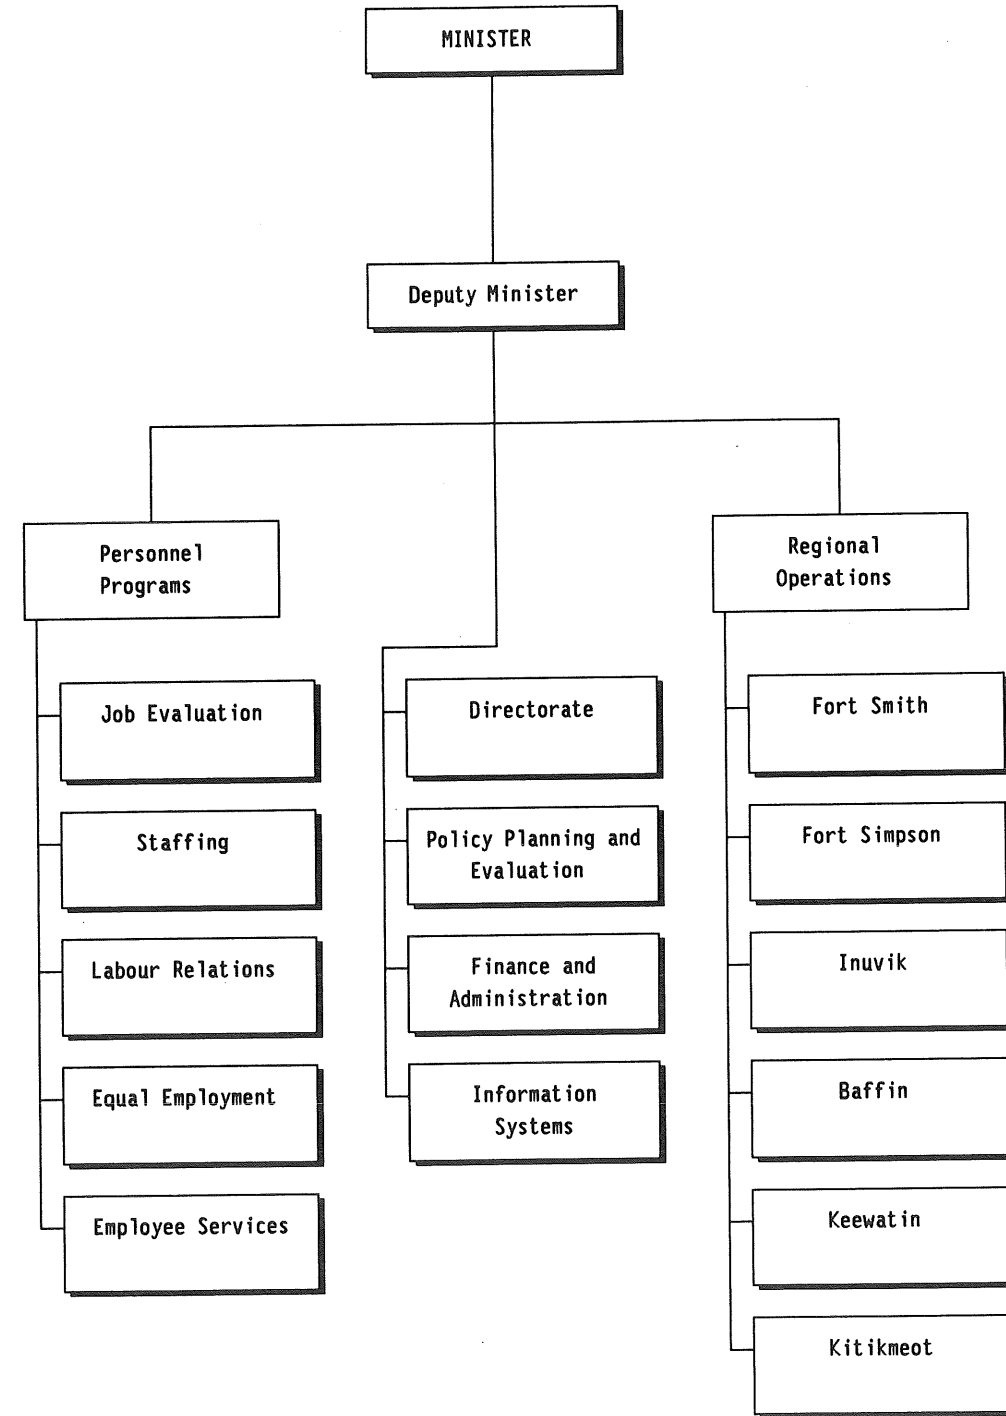 MINISTER
Deputy Minister
Personnel
Programs
Job Evaluation
Staffing
Labour Relations
Equal Employment
Employee Services
Directorate
Policy Planning and
Evaluation
Finance and
Administration
Information
Systems
Regional
Operations
Fort Smith
Fort Simpson
Inuvik
Baffin
Keewatin
Kitikmeot